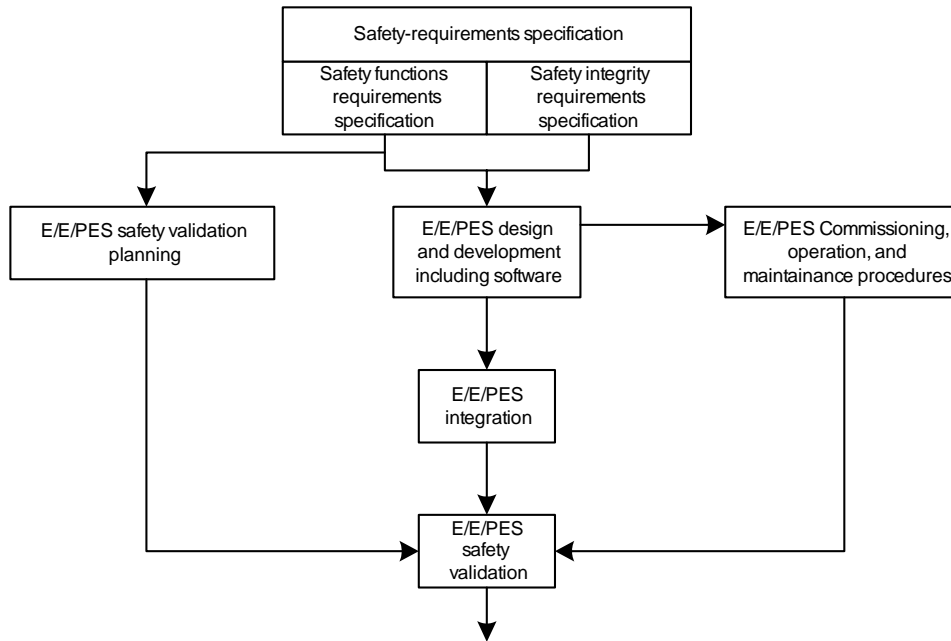 Safety-requirements specification
Safety functions
requirements
specification
Safety integrity
requirements
specification
E/E/PES safety validation
planning
E/E/PES design
and development
including software
E/E/PES Commissioning,
operation, and
maintainance procedures
E/E/PES
integration
E/E/PES
safety
validation